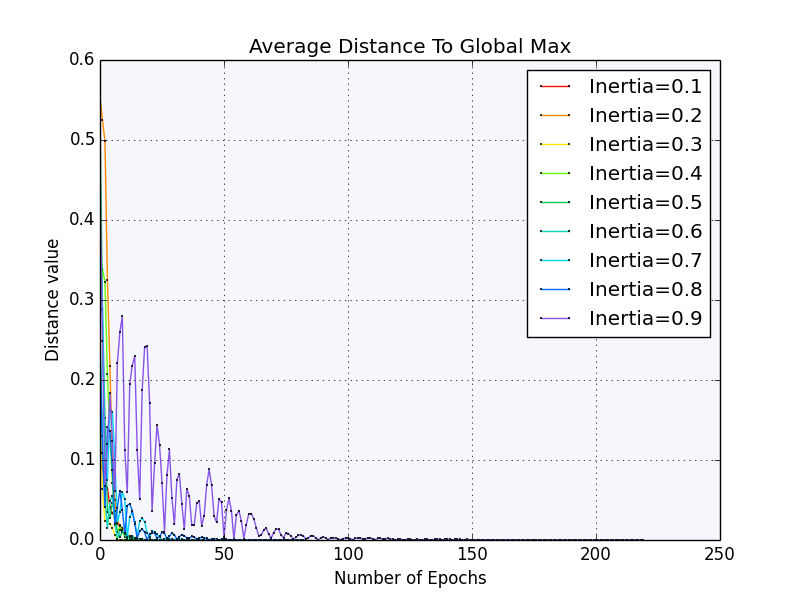 Average Distance To Global Max
0.6
0.5
0.4
0.3
0.2
0.1
0.0
Distance value
Inertia=0.1
Inertia=0.2
Inertia=0.3
Inertia=0.4
Inertia=0.5
Inertia=0.6
Inertia=0.7
Inertia=0.8
Inertia=0.9
0 50 100 150 200 250
Number of Epochs